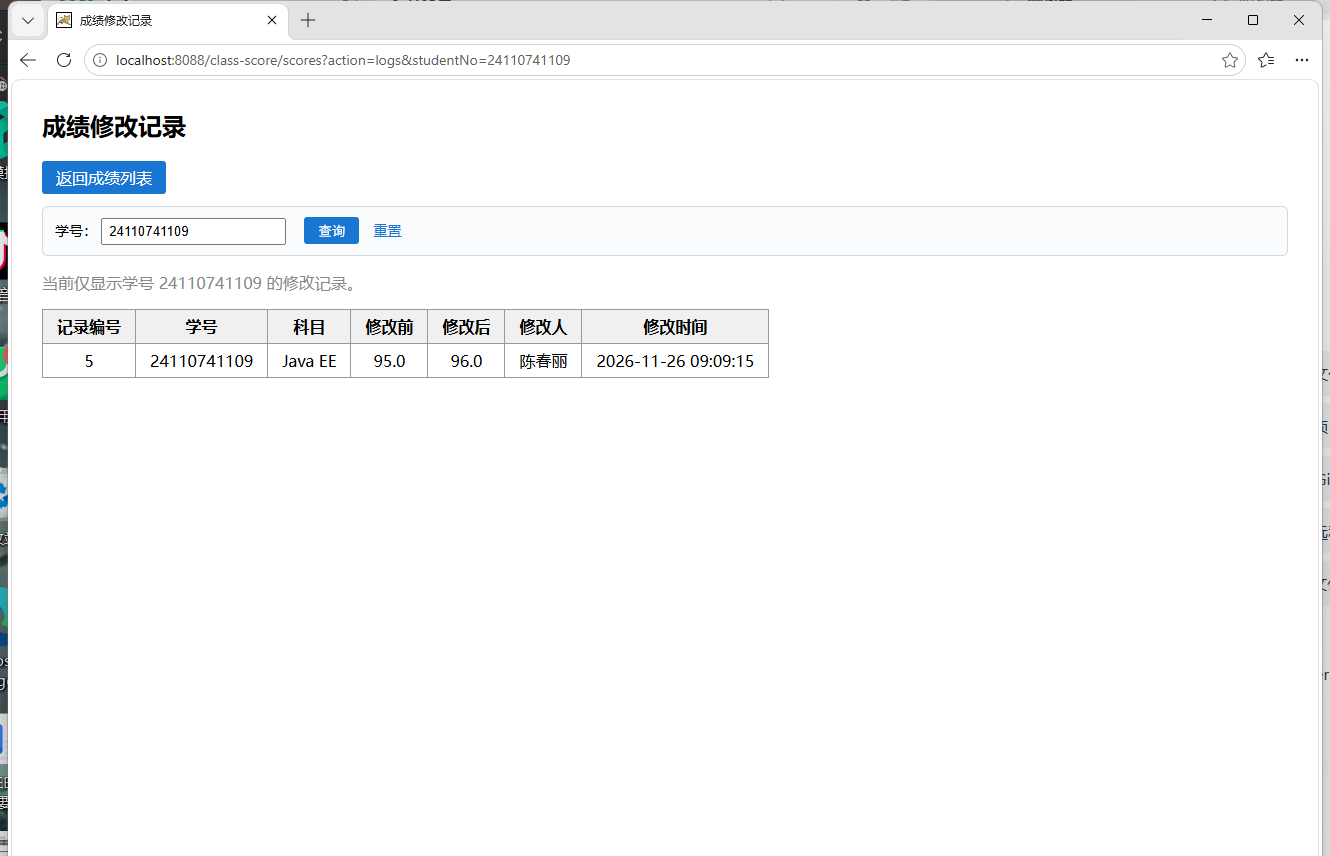 成绩修改记录
localhost:8088/class-score/scores?action=logs&studentNo=24110741109
成绩修改记录
返回成绩列表
学号： 24110741109 查询 重置
当前仅显示学号 24110741109 的修改记录。
记录编号 学号 科目 修改前 修改后 修改人 修改时间
5 24110741109 Java EE 95.0 96.0 陈春丽 2026-11-26 09:09:15